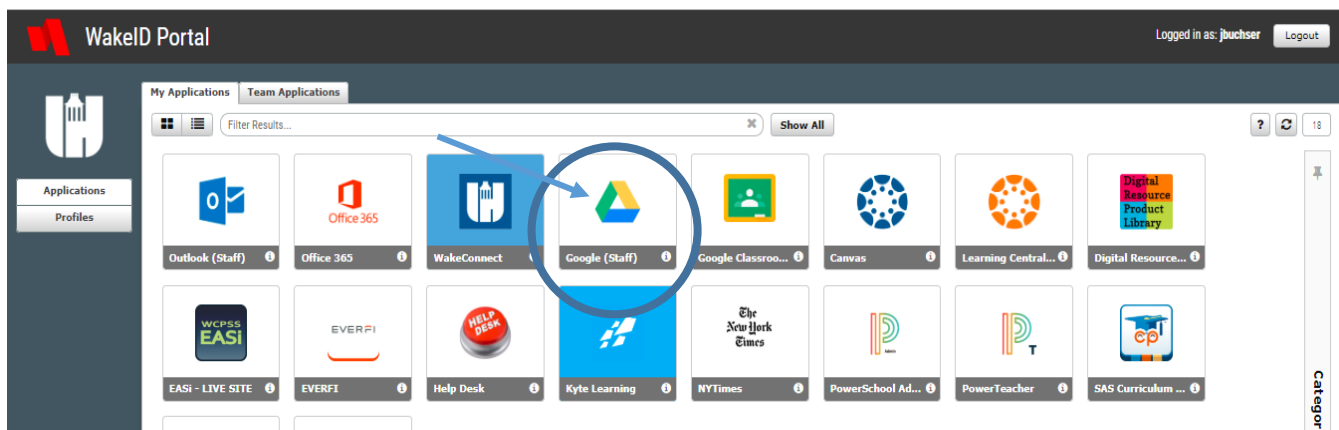 WakeID Portal
Logged in as: jbuchser Logout
My Applications Team Applications
Filter Results... Show All ? 18
Applications
Profiles
Office 365
Digital Resource Product Library
Outlook (Staff) Office 365 WakeConnect Google (Staff) Google Classroo... Canvas Learning Central... Digital Resource...
WCPSS EASi
EVERFI
HELP DESK
The New York Times
Admin
T
cp
EASi - LIVE SITE EVERFI Help Desk Kyte Learning NYTimes PowerSchool Ad... PowerTeacher SAS Curriculum ...
Categor